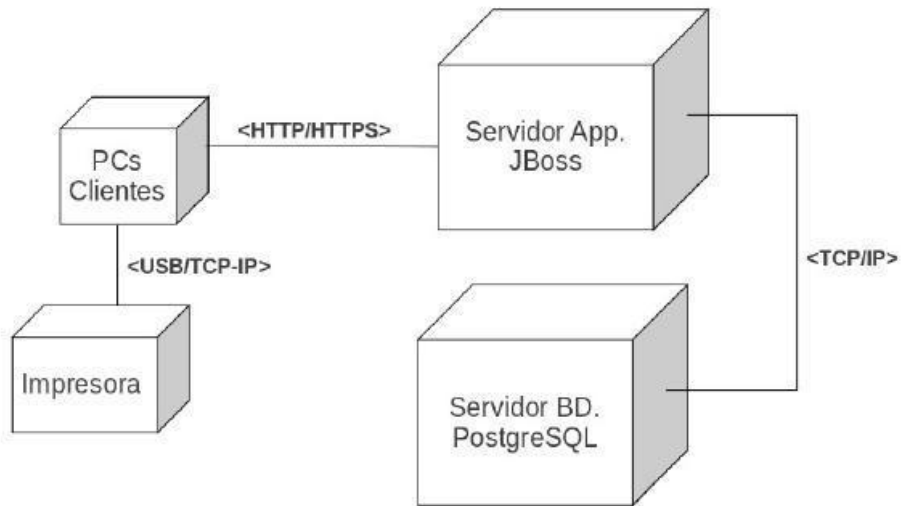 PCs
Clientes
<HTTP/HTTPS>
Servidor App.
JBoss
<USB/TCP-IP>
<TCP/IP>
Impresora
Servidor BD.
PostgreSQL